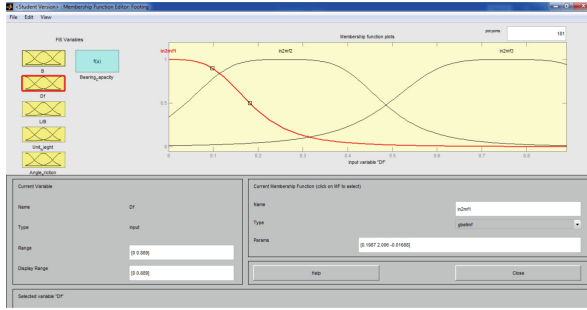 <Student Version> : Membership Function Editor: Footing
File Edit View
FIS Variables
Membership function plots
plot points:
181
B
f(x)
Bearing_capacity
Df
L/B
Angle_riction
in2mf1
in2mf2
in2mf3
1
0.5
0
0 0.1 0.2 0.3 0.4 0.5 0.6 0.7 0.8
input variable "Df"
Current Variable
Name
Df
Type
input
Range
[0 0.889]
Display Range
[0 0.889]
Current Membership Function (click on MF to select)
Name
in2mf1
Type
gbellmf
Params
[0.1987 2.006 -0.01688]
Help
Close
Selected variable "Df"